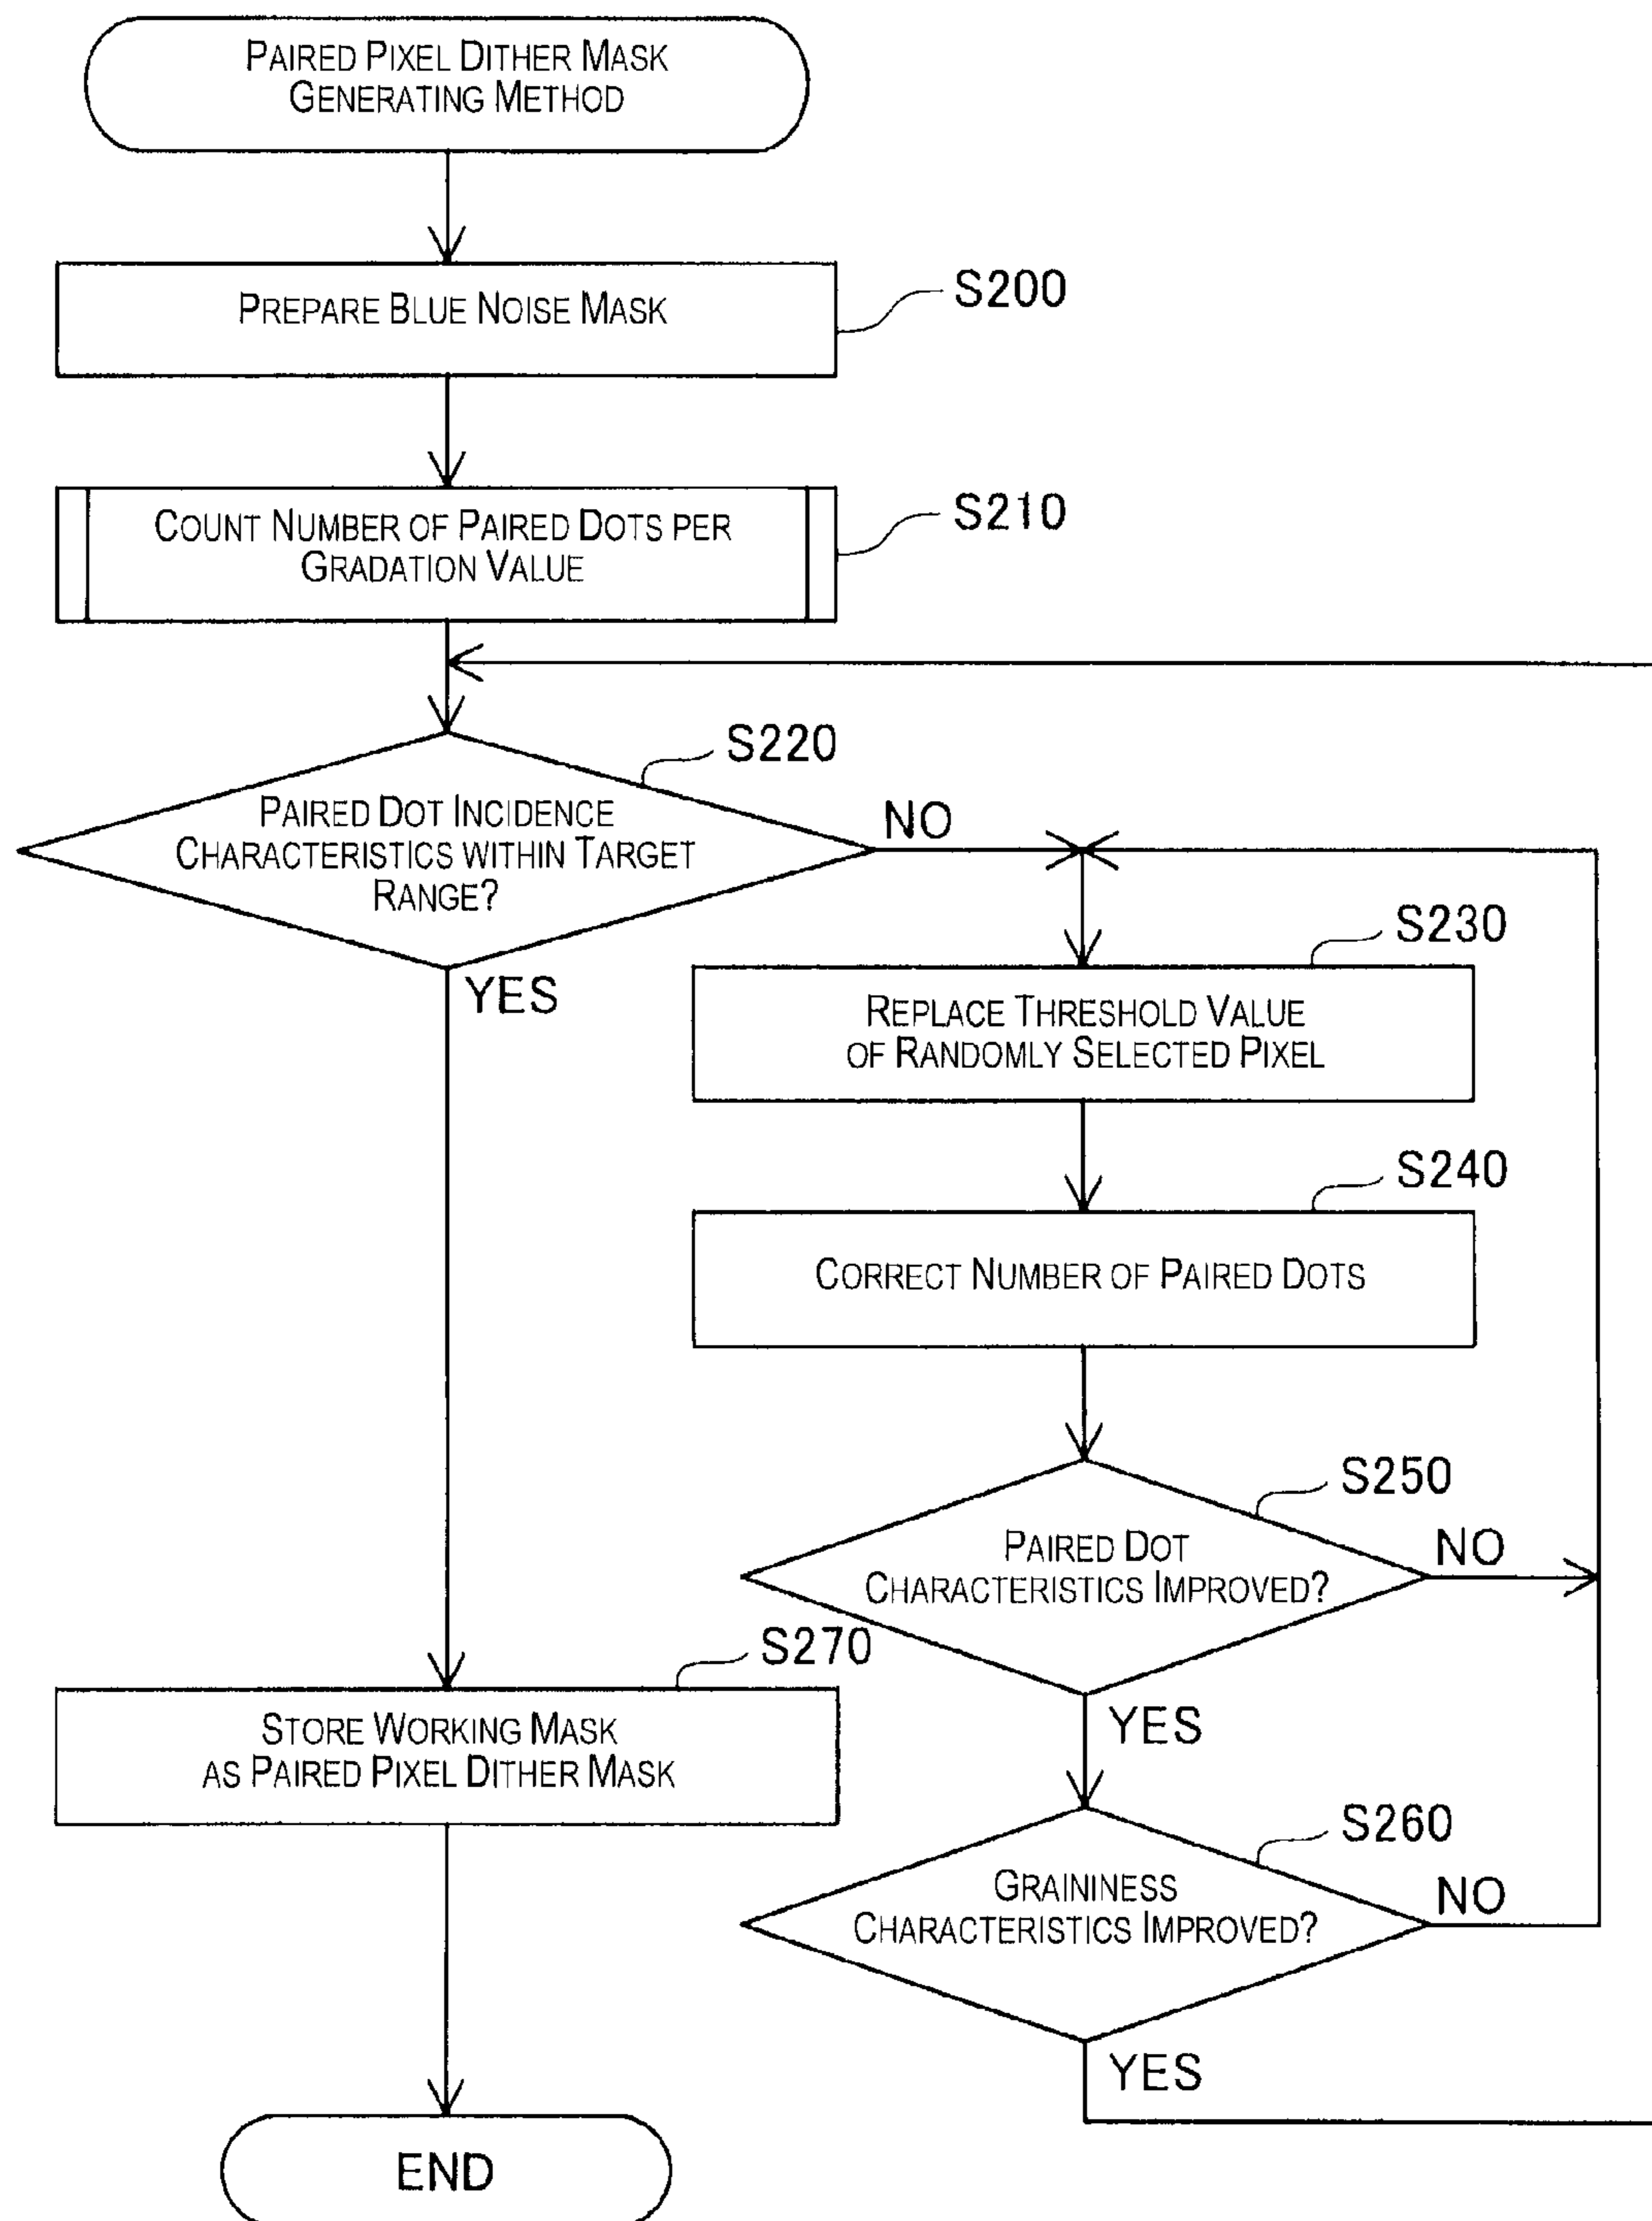 PAIRED PIXEL DITHER MASK
GENERATING METHOD
PREPARE BLUE NOISE MASK
S200
COUNT NUMBER OF PAIRED DOTS PER
GRADATION VALUE
S210
S220
PAIRED DOT INCIDENCE
CHARACTERISTICS WITHIN TARGET
RANGE?
NO
YES
S230
REPLACE THRESHOLD VALUE
OF RANDOMLY SELECTED PIXEL
S240
CORRECT NUMBER OF PAIRED DOTS
S250
PAIRED DOT
CHARACTERISTICS IMPROVED?
NO
YES
S260
GRAININESS
CHARACTERISTICS IMPROVED?
NO
YES
S270
STORE WORKING MASK
AS PAIRED PIXEL DITHER MASK
END